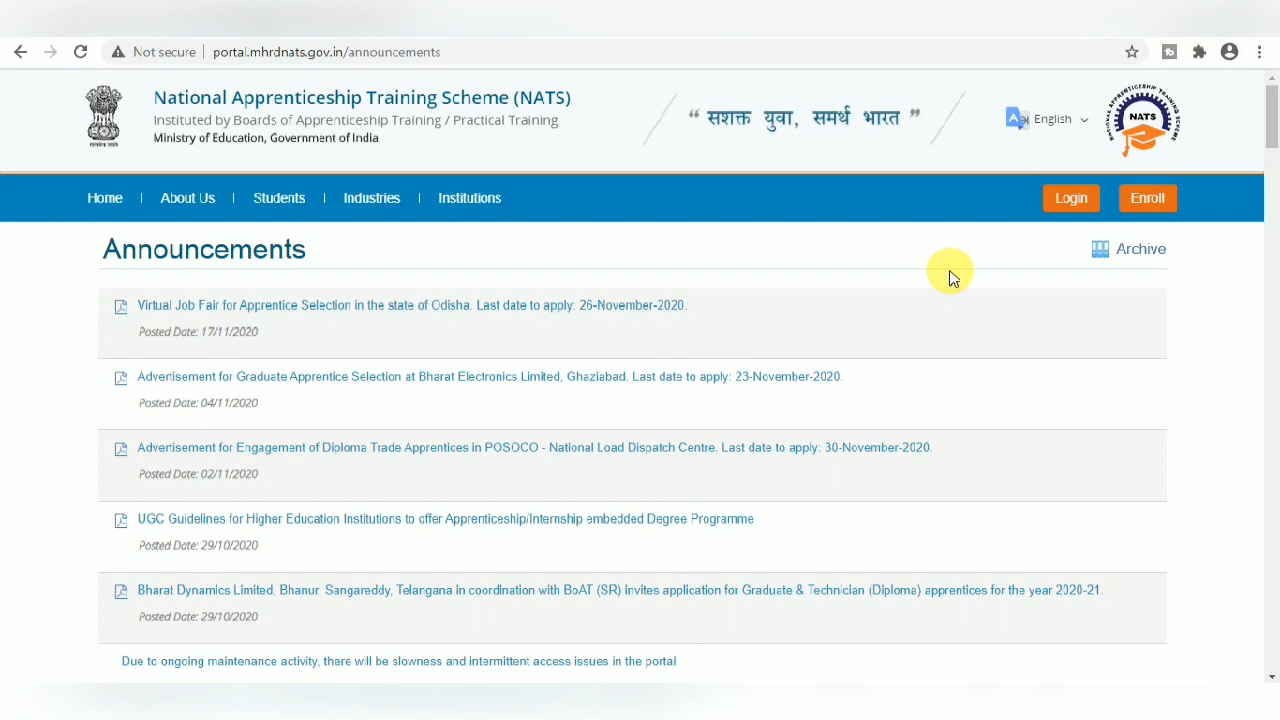 Not secure | portal.mhrdnats.gov.in/announcements
National Apprenticeship Training Scheme (NATS)
Instituted by Boards of Apprenticeship Training / Practical Training
Ministry of Education, Government of India
“ सशक्त युवा, समर्थ भारत ”
English
NATIONAL APPRENTICESHIP TRAINING SCHEME
NATS
Home | About Us | Students | Industries | Institutions
Login
Enroll
Announcements
Archive
Virtual Job Fair for Apprentice Selection in the state of Odisha. Last date to apply: 26-November-2020.
Posted Date: 17/11/2020
Advertisement for Graduate Apprentice Selection at Bharat Electronics Limited, Ghaziabad. Last date to apply: 23-November-2020.
Posted Date: 04/11/2020
Advertisement for Engagement of Diploma Trade Apprentices in POSOCO - National Load Dispatch Centre. Last date to apply: 30-November-2020.
Posted Date: 02/11/2020
UGC Guidelines for Higher Education Institutions to offer Apprenticeship/Internship embedded Degree Programme
Posted Date: 29/10/2020
Bharat Dynamics Limited, Bhanur, Sangareddy, Telangana in coordination with BoAT (SR) invites application for Graduate & Technician (Diploma) apprentices for the year 2020-21.
Posted Date: 29/10/2020
Due to ongoing maintenance activity, there will be slowness and intermittent access issues in the portal